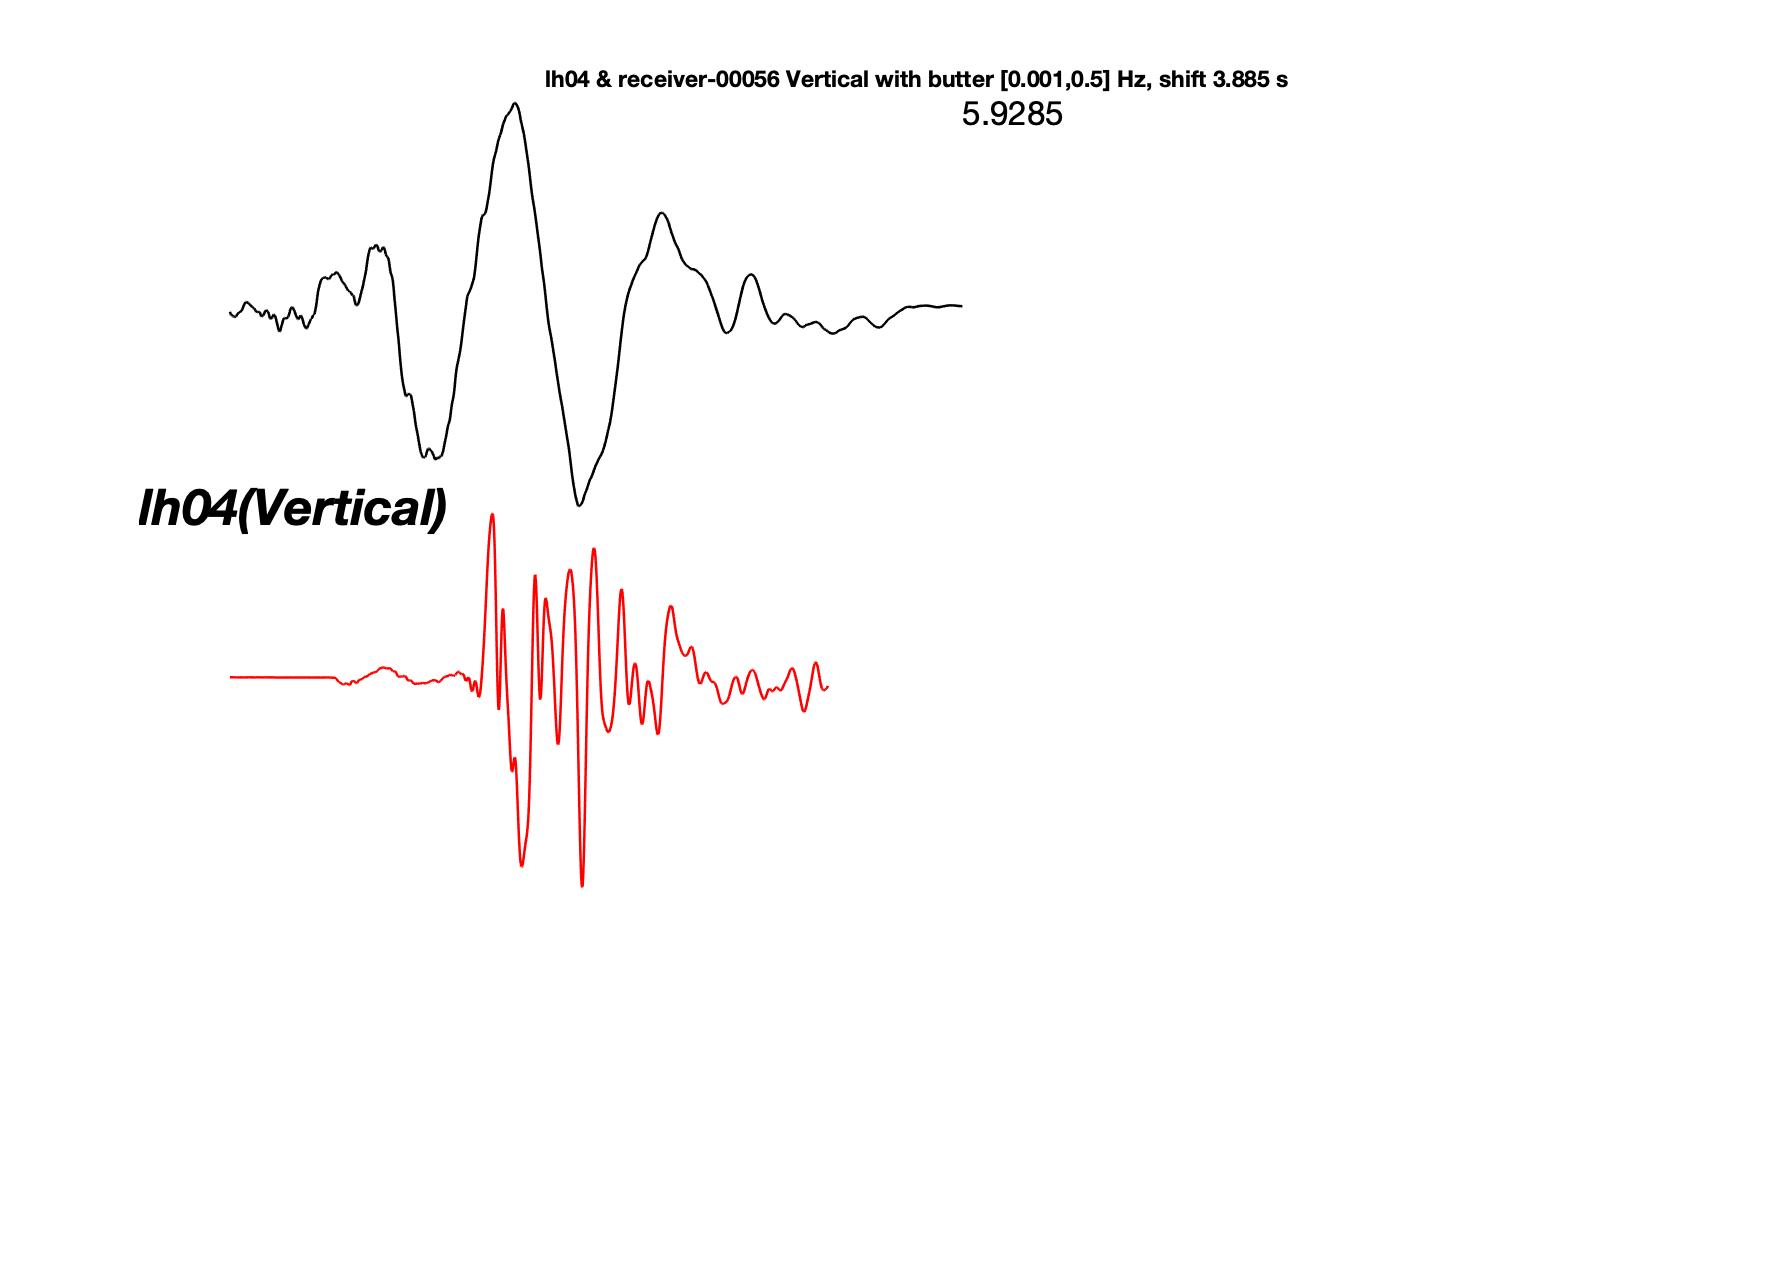 lh04 & receiver-00056 Vertical with butter [0.001,0.5] Hz, shift 3.885 s
5.9285
lh04(Vertical)